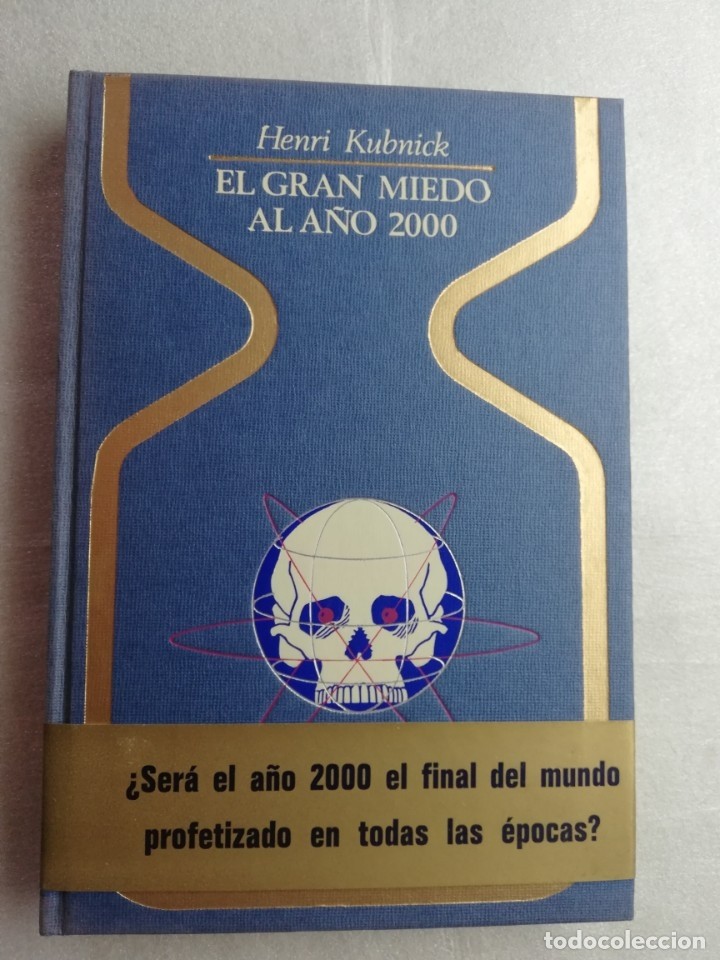 Henri Kubnick
EL GRAN MIEDO
AL AÑO 2000
¿Será el año 2000 el final del mundo
profetizado en todas las épocas?
todocoleccion